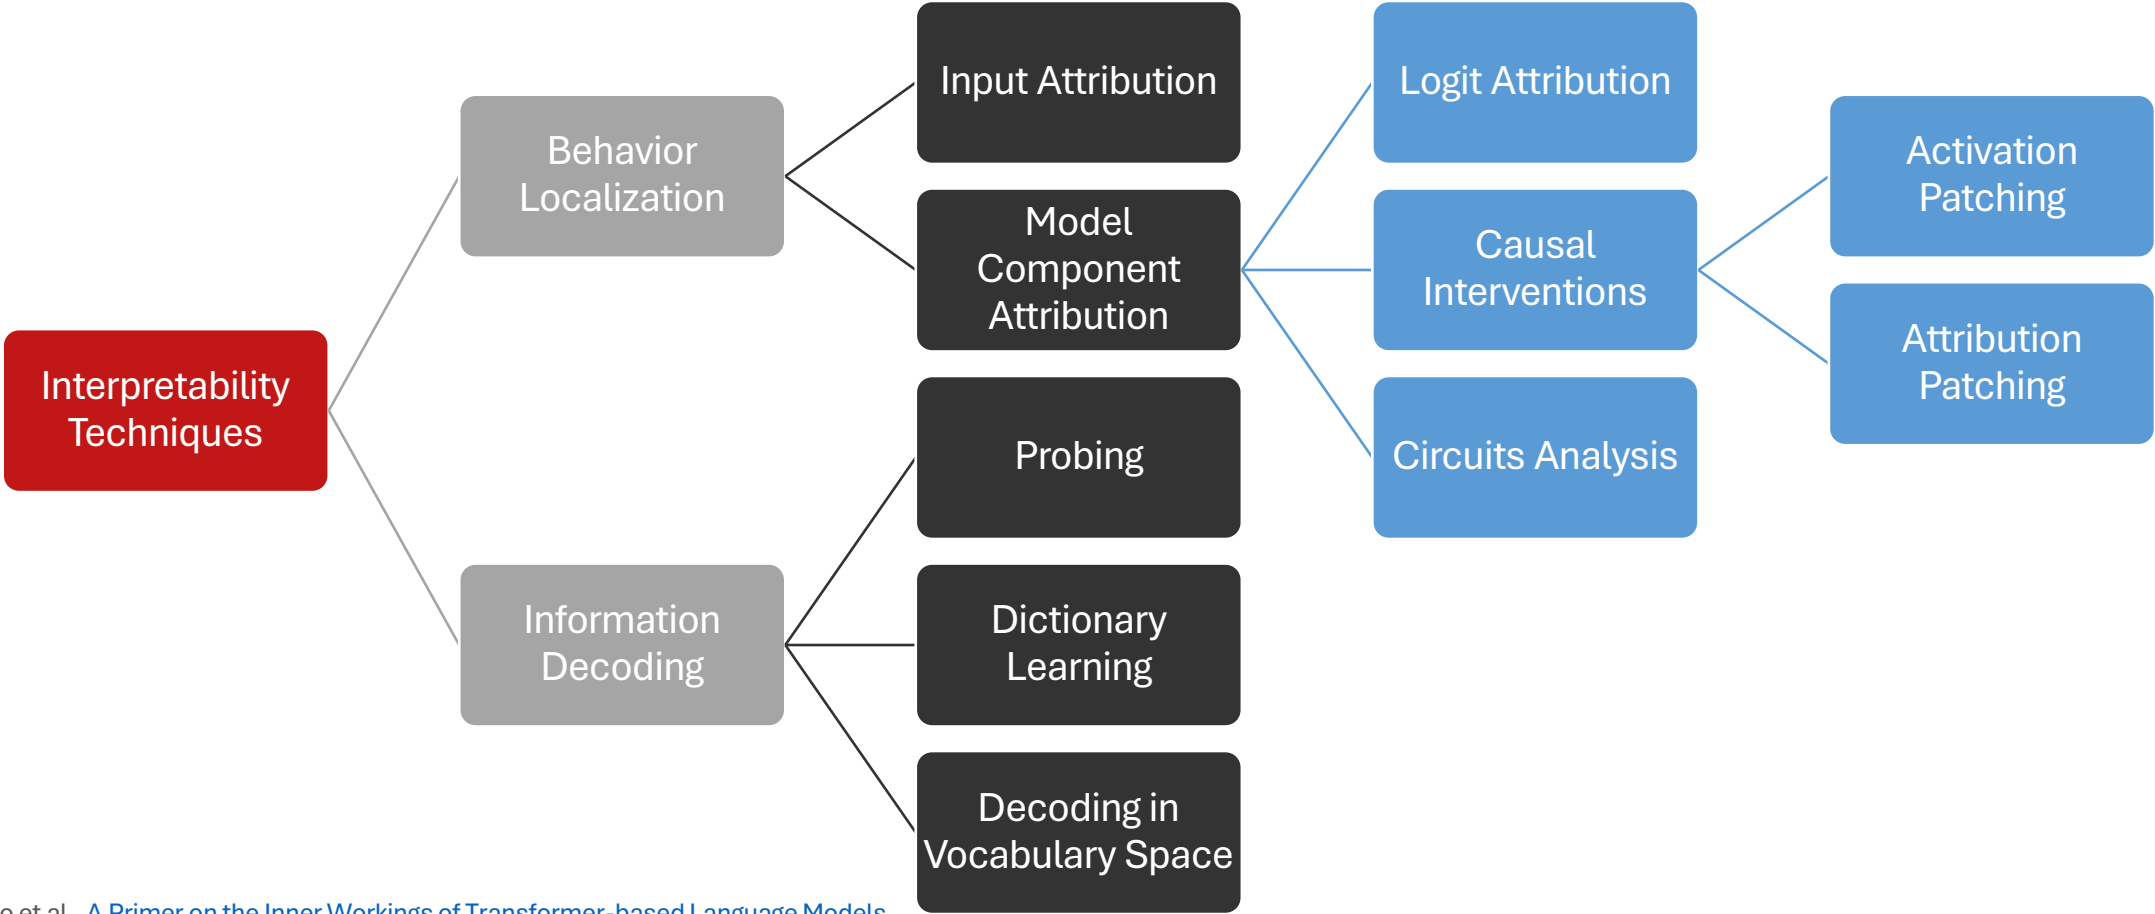 Interpretability
Techniques
Behavior
Localization
Information
Decoding
Input Attribution
Model
Component
Attribution
Probing
Dictionary
Learning
Decoding in
Vocabulary Space
Logit Attribution
Causal
Interventions
Circuits Analysis
Activation
Patching
Attribution
Patching
et al. A Primer on the Inner Workings of Transformer-based Language Models